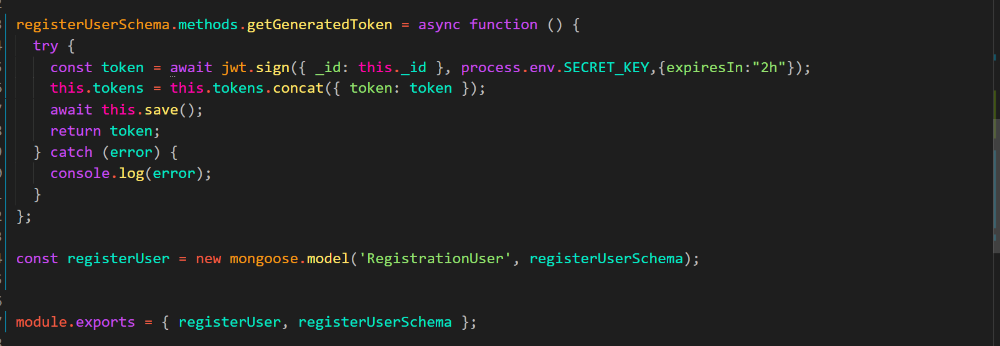 registerUserSchema.methods.getGeneratedToken = async function () {
try {
const token = await jwt.sign({ _id: this._id }, process.env.SECRET_KEY,{expiresIn:"2h"});
this.tokens = this.tokens.concat({ token: token });
await this.save();
return token;
} catch (error) {
console.log(error);
}
};
const registerUser = new mongoose.model('RegistrationUser', registerUserSchema);
module.exports = { registerUser, registerUserSchema };